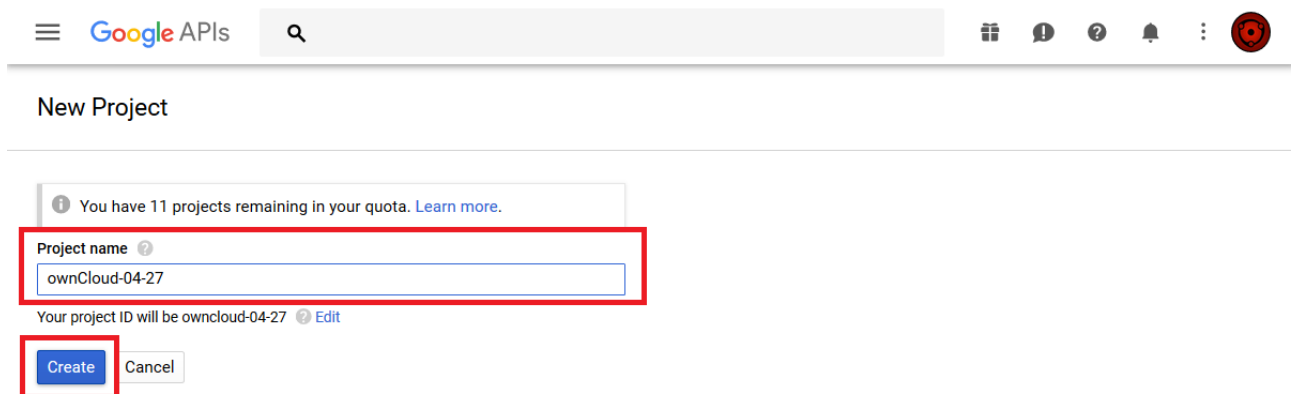 Google APIs
New Project
You have 11 projects remaining in your quota. Learn more.
Project name
ownCloud-04-27
Your project ID will be owncloud-04-27 Edit
Create Cancel